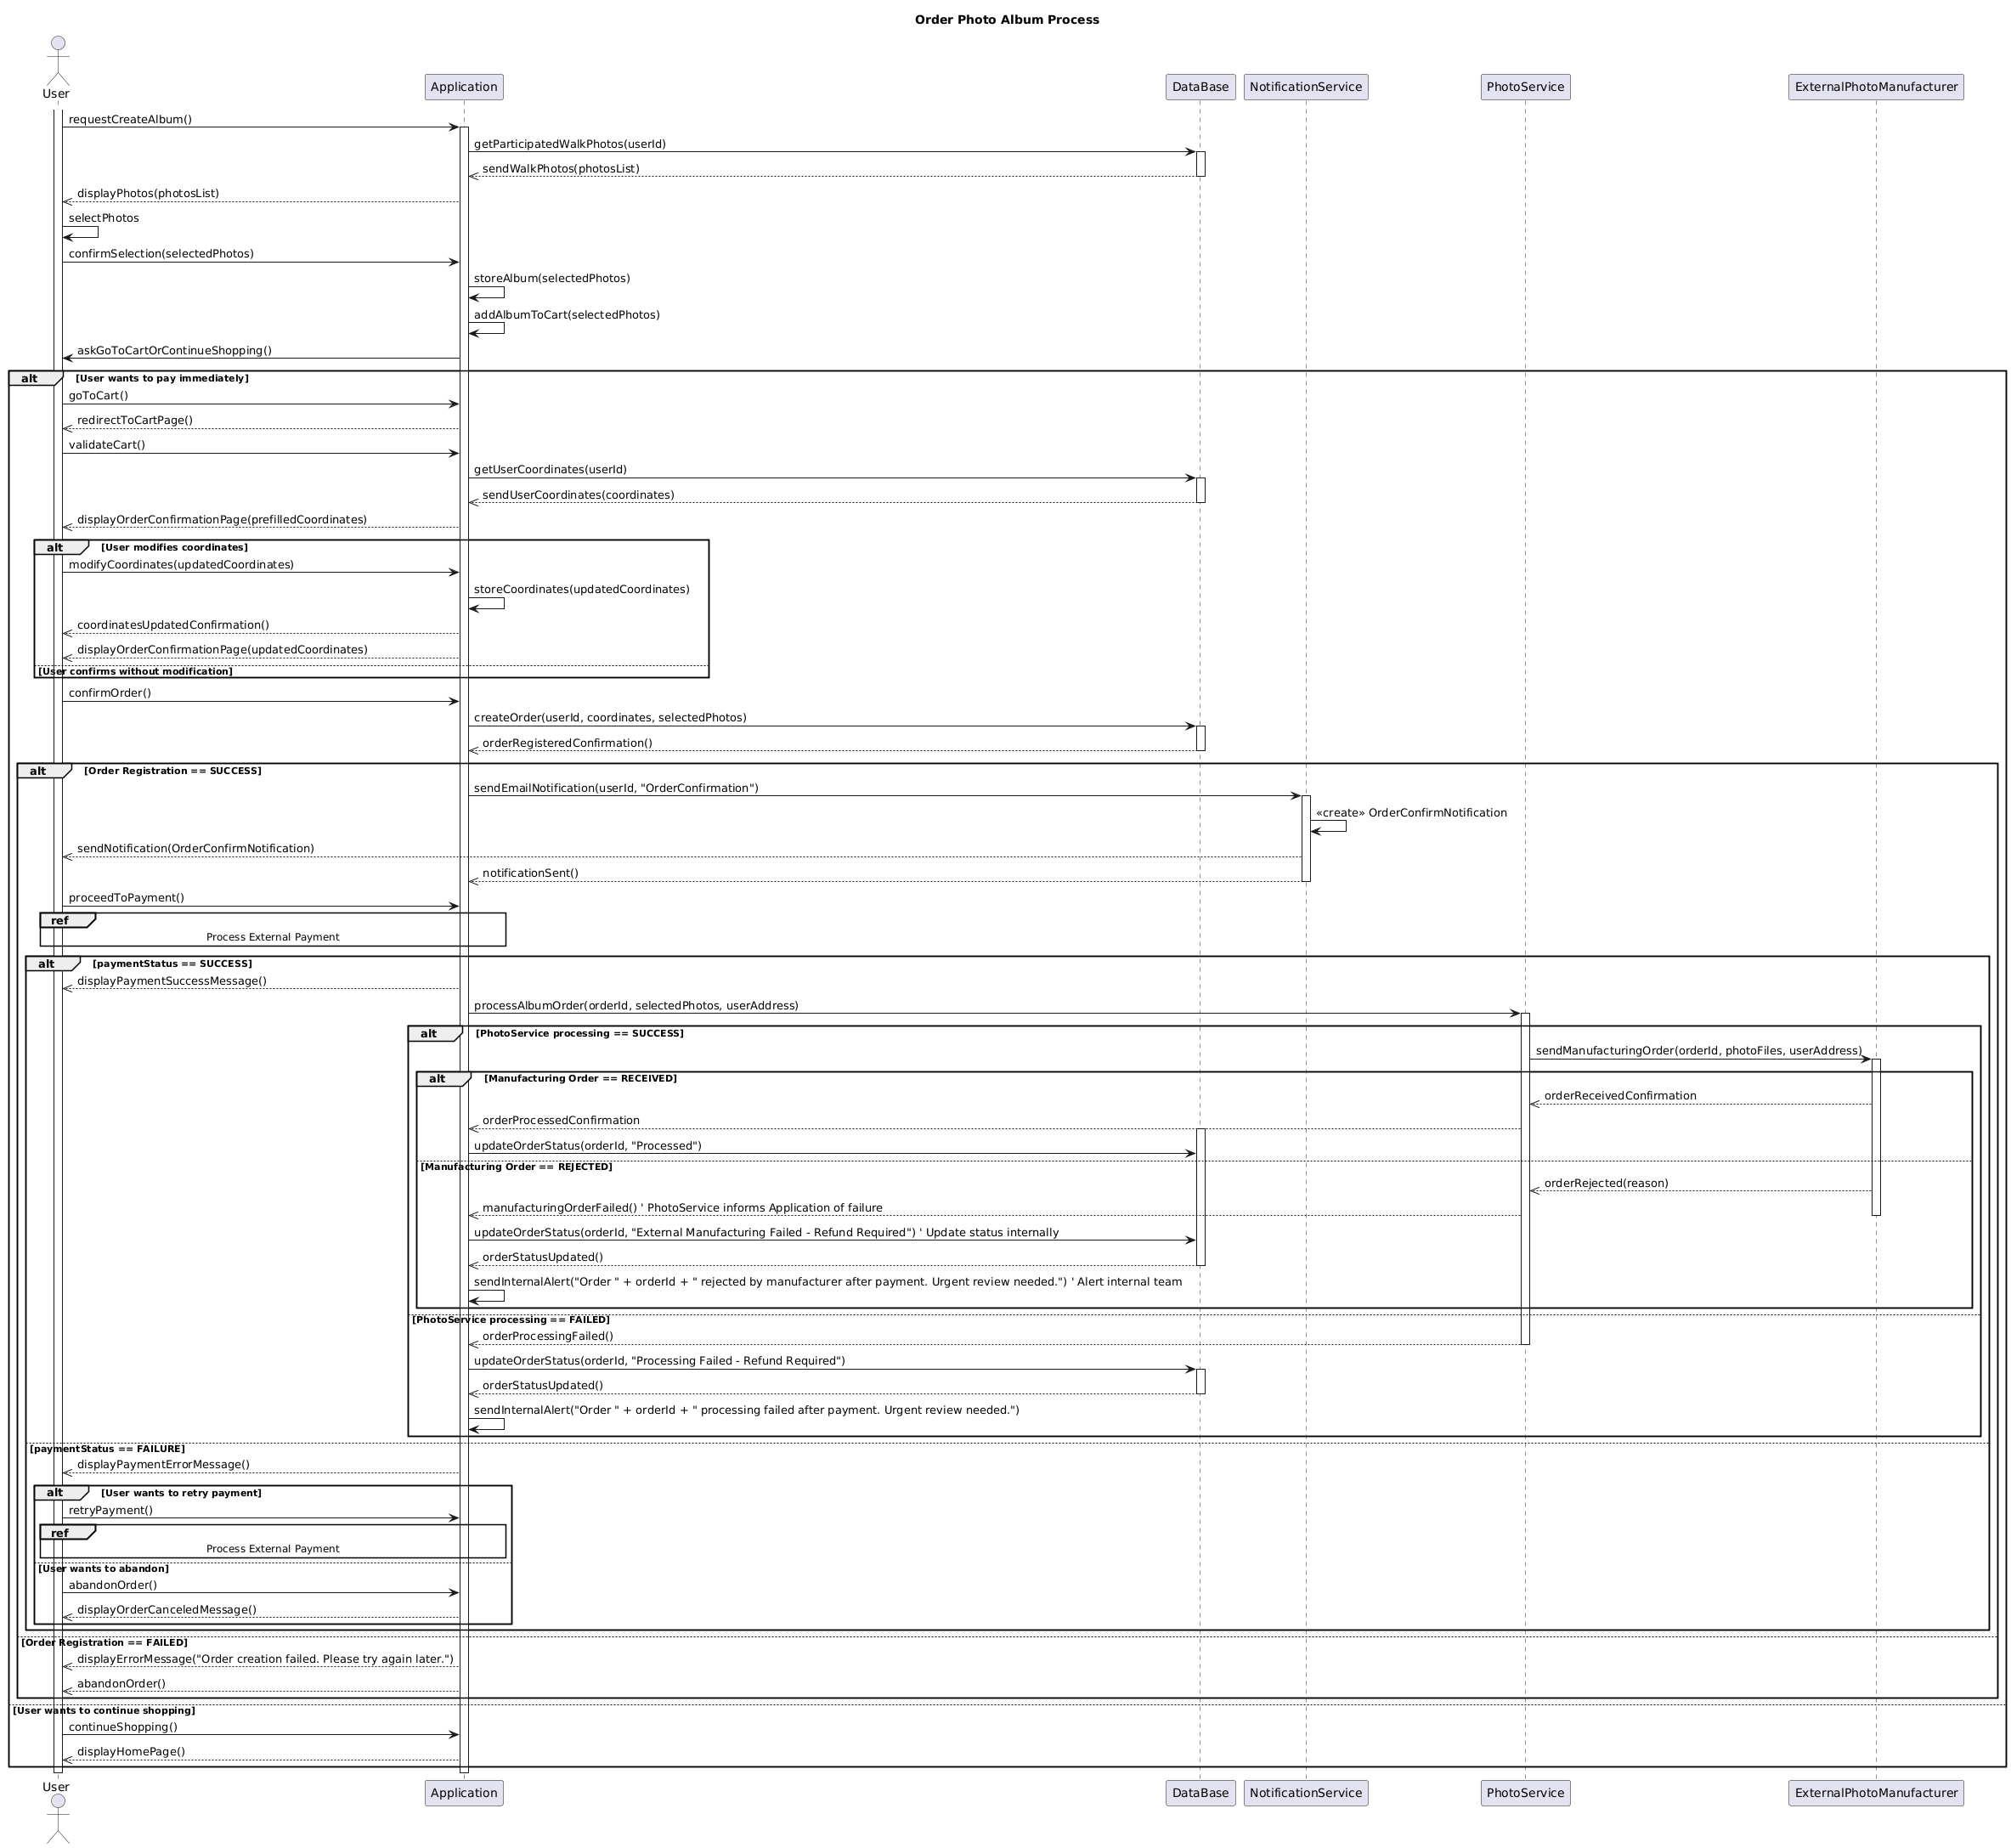 Order Photo Album Process
User
Application
DataBase
NotificationService
PhotoService
ExternalPhotoManufacturer
requestCreateAlbum()
getParticipatedWalkPhotos(userId)
sendWalkPhotos(photosList)
displayPhotos(photosList)
selectPhotos
confirmSelection(selectedPhotos)
storeAlbum(selectedPhotos)
addAlbumToCart(selectedPhotos)
askGoToCartOrContinueShopping()
alt [User wants to pay immediately]
goToCart()
redirectToCartPage()
validateCart()
getUserCoordinates(userId)
sendUserCoordinates(coordinates)
displayOrderConfirmationPage(prefilledCoordinates)
alt [User modifies coordinates]
modifyCoordinates(updatedCoordinates)
storeCoordinates(updatedCoordinates)
coordinatesUpdatedConfirmation()
displayOrderConfirmationPage(updatedCoordinates)
[User confirms without modification]
confirmOrder()
createOrder(userId, coordinates, selectedPhotos)
orderRegisteredConfirmation()
alt [Order Registration == SUCCESS]
sendEmailNotification(userId, "OrderConfirmation")
«create» OrderConfirmNotification
sendNotification(OrderConfirmNotification)
notificationSent()
proceedToPayment()
ref
Process External Payment
alt [paymentStatus == SUCCESS]
displayPaymentSuccessMessage()
processAlbumOrder(orderId, selectedPhotos, userAddress)
alt [PhotoService processing == SUCCESS]
sendManufacturingOrder(orderId, photoFiles, userAddress)
alt [Manufacturing Order == RECEIVED]
orderReceivedConfirmation
orderProcessedConfirmation
updateOrderStatus(orderId, "Processed")
[Manufacturing Order == REJECTED]
orderRejected(reason)
manufacturingOrderFailed() ' PhotoService informs Application of failure
updateOrderStatus(orderId, "External Manufacturing Failed - Refund Required") ' Update status internally
orderStatusUpdated()
sendInternalAlert("Order " + orderId + " rejected by manufacturer after payment. Urgent review needed.") ' Alert internal team
[PhotoService processing == FAILED]
orderProcessingFailed()
updateOrderStatus(orderId, "Processing Failed - Refund Required")
orderStatusUpdated()
sendInternalAlert("Order " + orderId + " processing failed after payment. Urgent review needed.")
[paymentStatus == FAILURE]
displayPaymentErrorMessage()
alt [User wants to retry payment]
retryPayment()
ref
Process External Payment
[User wants to abandon]
abandonOrder()
displayOrderCanceledMessage()
[Order Registration == FAILED]
displayErrorMessage("Order creation failed. Please try again later.")
abandonOrder()
[User wants to continue shopping]
continueShopping()
displayHomePage()
User
Application
DataBase
NotificationService
PhotoService
ExternalPhotoManufacturer